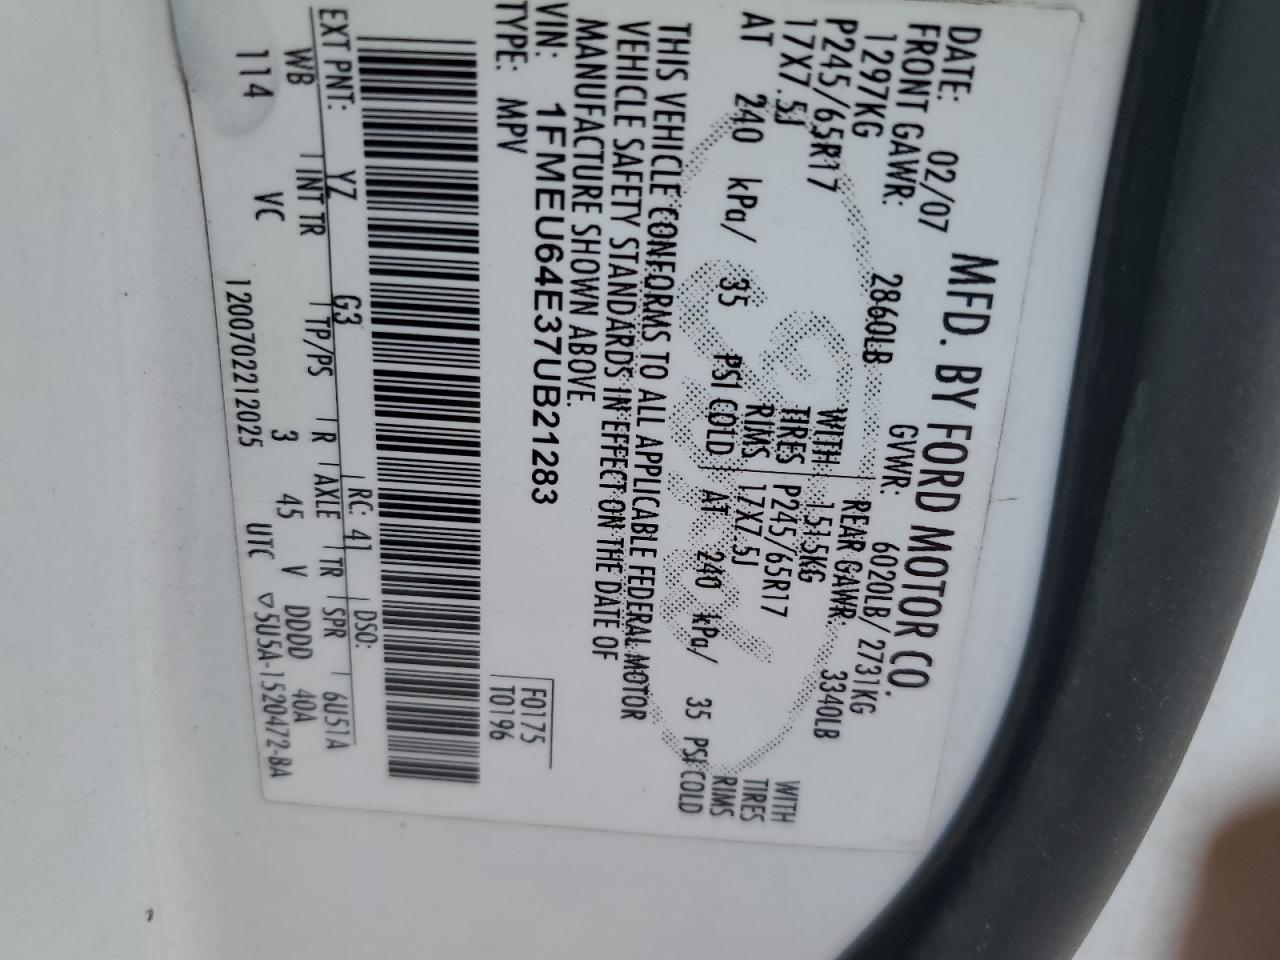 MFD. BY FORD MOTOR CO.
DATE: 02/07 GVWR: 6020LB/ 2731KG
FRONT GAWR: 2860LB REAR GAWR: 3340LB
1297KG WITH 1515KG WITH
P245/65R17 TIRES P245/65R17 TIRES
17X7.5J RIMS 17X7.5J RIMS
AT 240 kPa/ 35 PSI COLD AT 240 kPa/ 35 PSI COLD
THIS VEHICLE CONFORMS TO ALL APPLICABLE FEDERAL MOTOR
VEHICLE SAFETY STANDARDS IN EFFECT ON THE DATE OF
MANUFACTURE SHOWN ABOVE.
VIN: 1FMEU64E37UB21283 F0175
TYPE: MPV T0196
EXT PNT: YZ G3 RC: 41 DSO:
WB INT TR TP/PS R AXLE TR SPR 6U51A
114 VC 3 45 V DDDD 40A
1200702212025 UTC ▽5U5A-1520472-BA